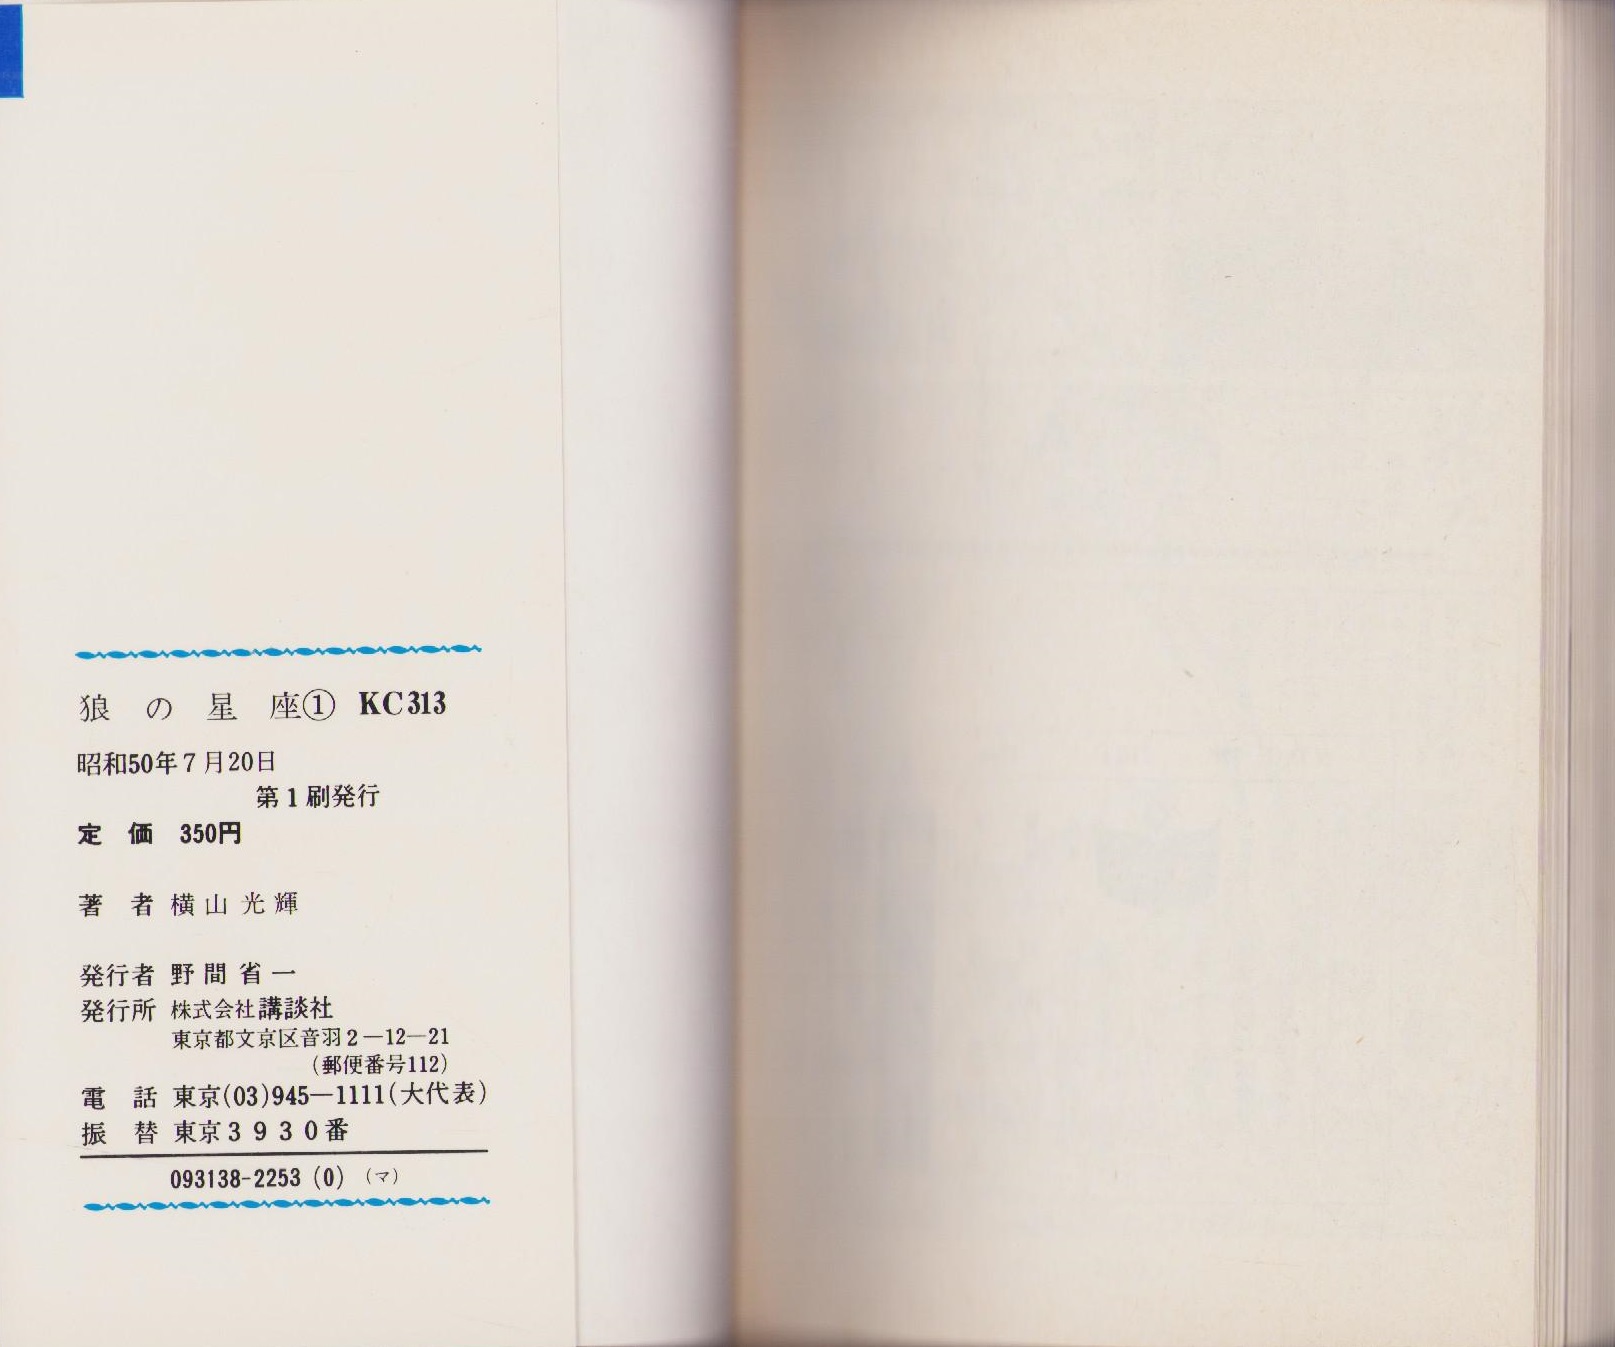 狼の星座① KC313
昭和50年7月20日
第1刷発行
定価 350円
著者 横山光輝
発行者 野間省一
発行所 株式会社講談社
東京都文京区音羽2―12―21
(郵便番号112)
電話 東京(03)945―1111(大代表)
振替 東京3930番
093138-2253 (0) (マ)